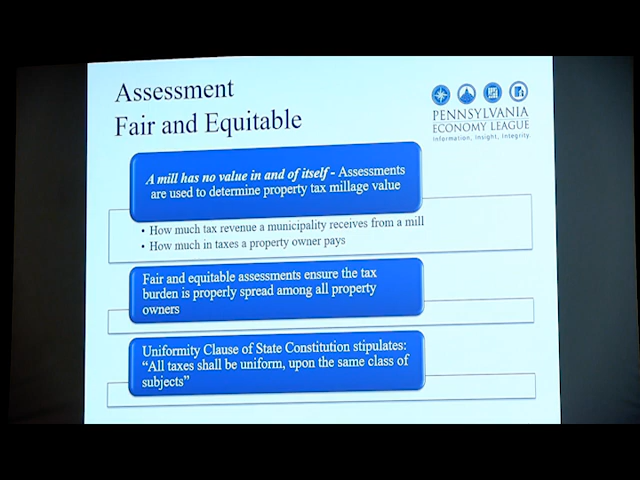 Assessment
Fair and Equitable
PENNSYLVANIA
ECONOMY LEAGUE
Information, Insight, Integrity
A mill has no value in and of itself - Assessments
are used to determine property tax millage value
• How much tax revenue a municipality receives from a mill
• How much in taxes a property owner pays
Fair and equitable assessments ensure the tax
burden is properly spread among all property
owners
Uniformity Clause of State Constitution stipulates:
“All taxes shall be uniform, upon the same class of
subjects”